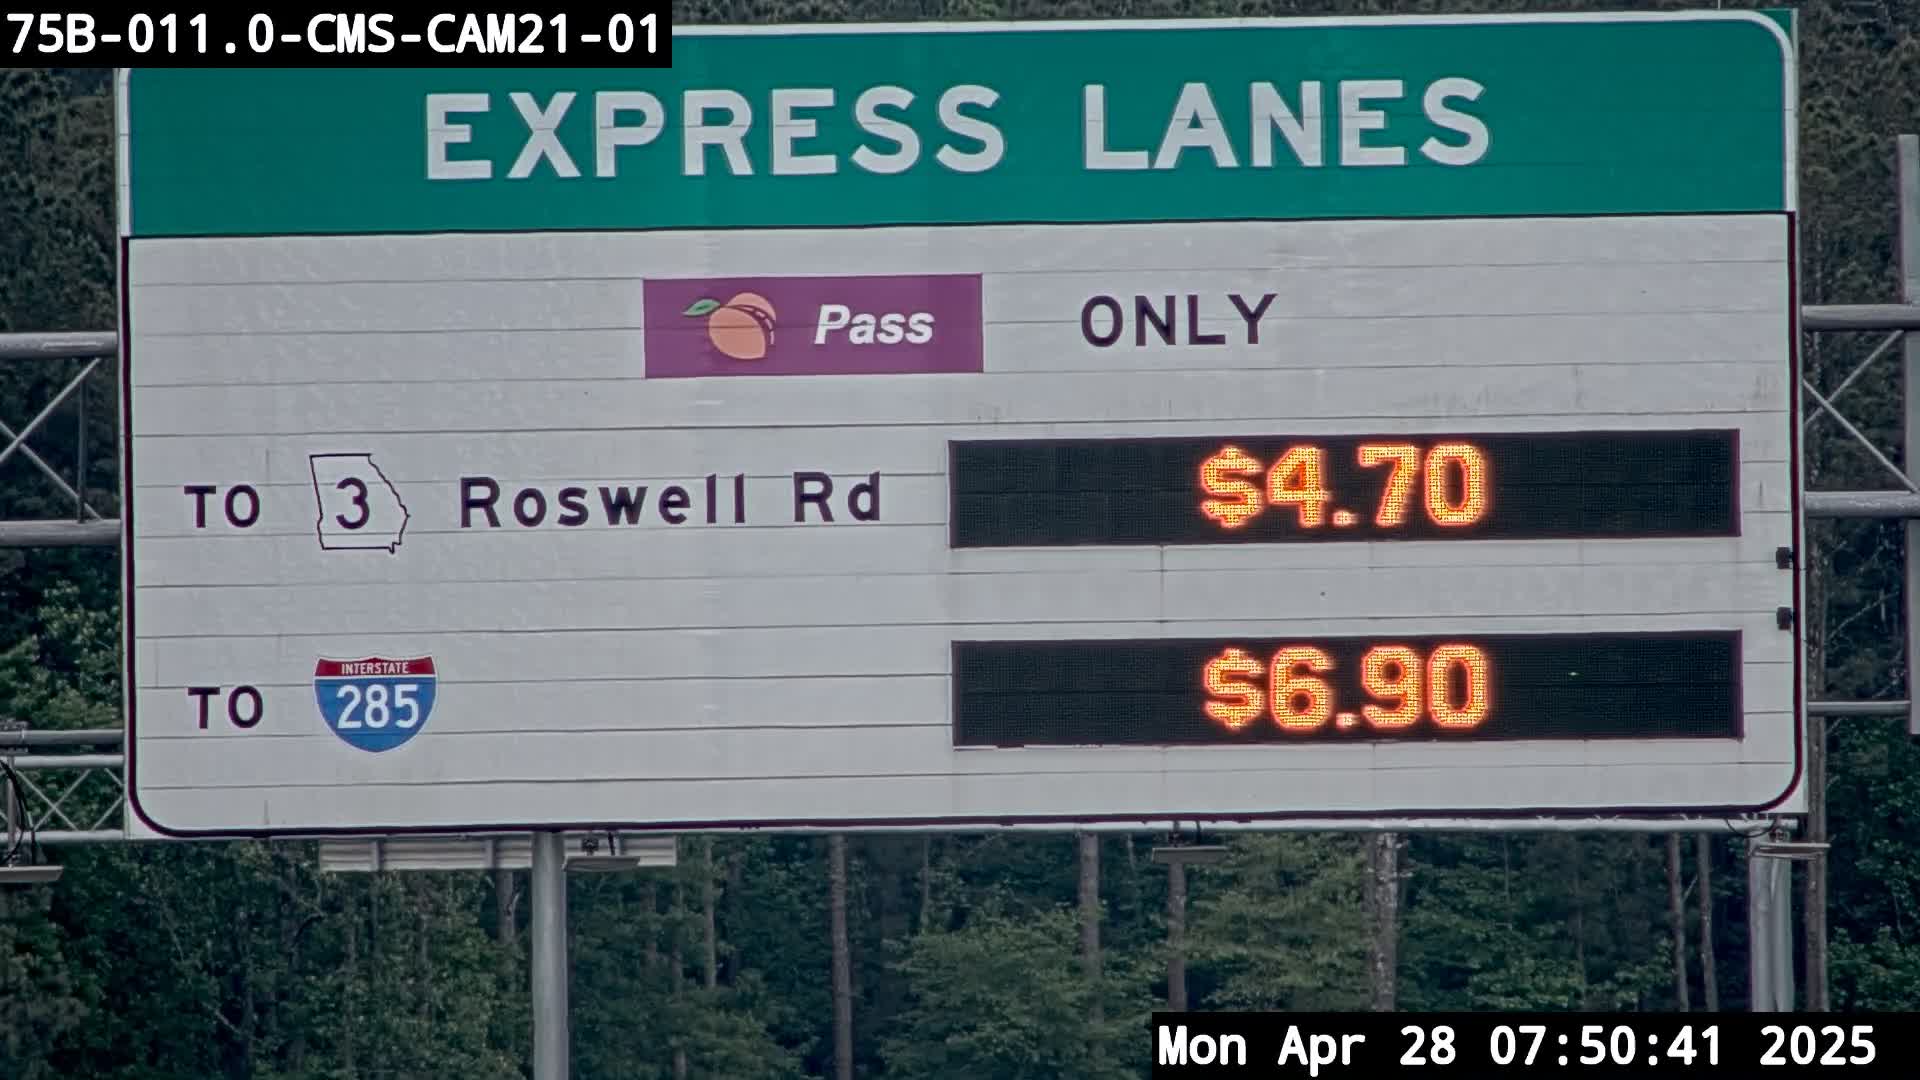 75B-011.0-CMS-CAM21-01
EXPRESS LANES
Pass ONLY
TO 3 Roswell Rd $4.70
INTERSTATE
TO 285 $6.90
Mon Apr 28 07:50:41 2025